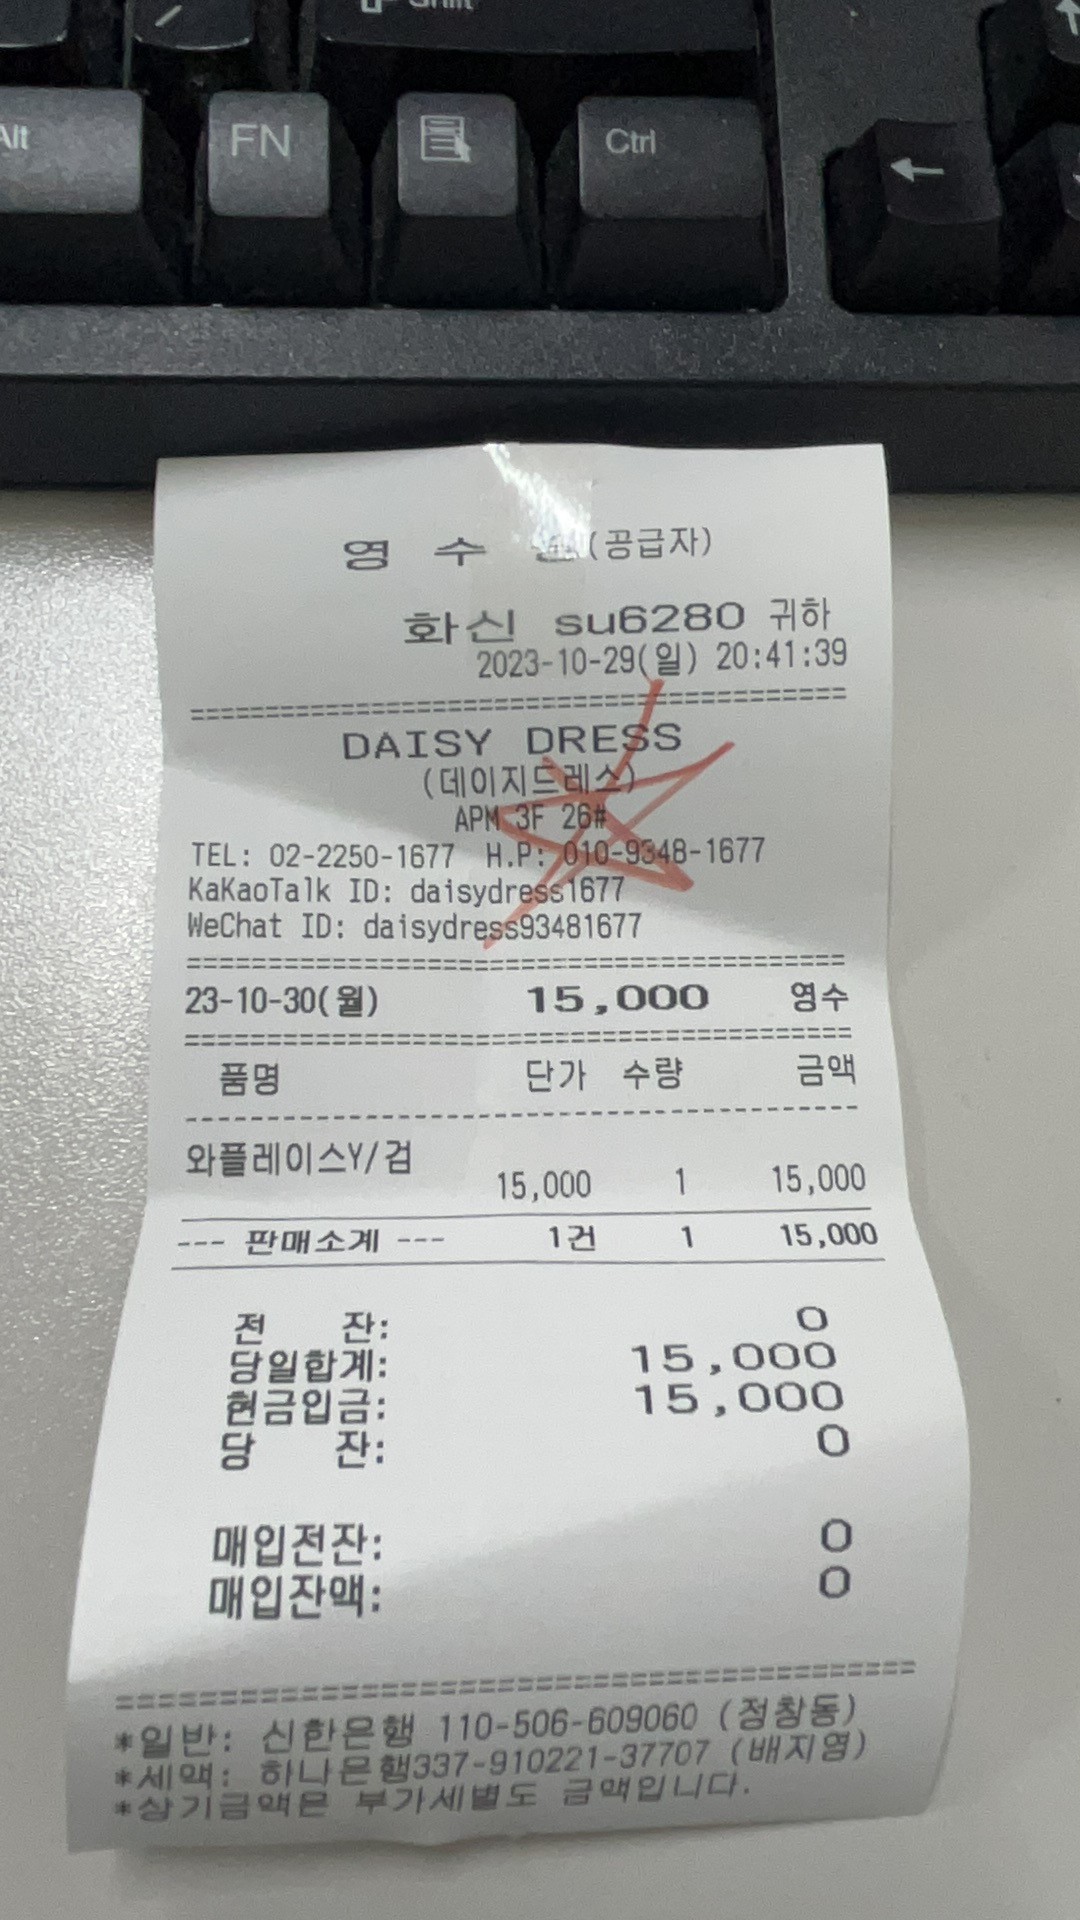 Shift
Alt
FN
Ctrl
영 수 (공급자)
화신 su6280 귀하
2023-10-29(일) 20:41:39
========================================
DAISY DRESS
(데이지드레스)
APM 3F 26#
TEL: 02-2250-1677 H.P: 010-9348-1677
KaKaoTalk ID: daisydress1677
WeChat ID: daisydress93481677
========================================
23-10-30(월) 15,000 영수
========================================
품명 단가 수량 금액
----------------------------------------
와플레이스Y/검
15,000 1 15,000
--- 판매소계 --- 1건 1 15,000
전 잔: 0
당일합계: 15,000
현금입금: 15,000
당 잔: 0
매입전잔: 0
매입잔액: 0
========================================
*일반: 신한은행 110-506-609060 (정창동)
*세액: 하나은행337-910221-37707 (배지영)
*상기금액은 부가세별도 금액입니다.